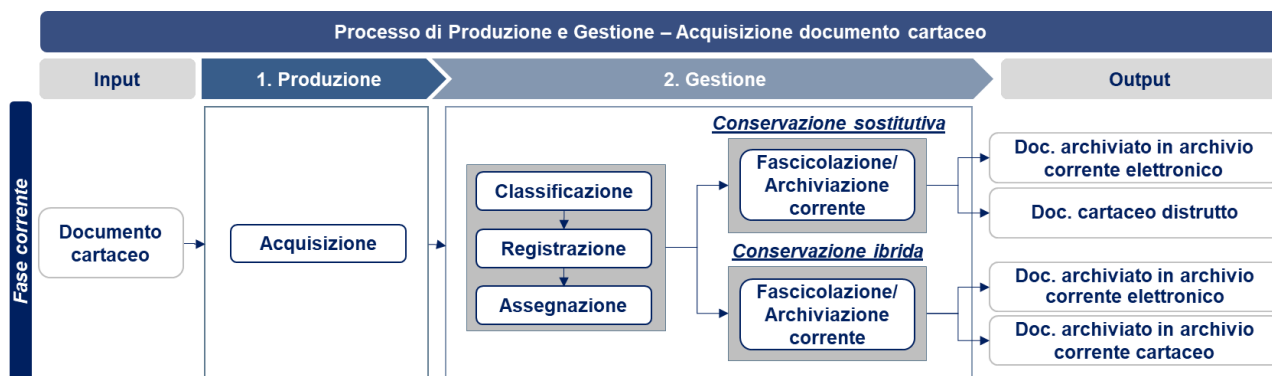 Processo di Produzione e Gestione – Acquisizione documento cartaceo
Input
1. Produzione
2. Gestione
Output
Fase corrente
Documento
cartaceo
Acquisizione
Classificazione
Registrazione
Assegnazione
Conservazione sostitutiva
Fascicolazione/
Archiviazione
corrente
Conservazione ibrida
Fascicolazione/
Archiviazione
corrente
Doc. archiviato in archivio
corrente elettronico
Doc. cartaceo distrutto
Doc. archiviato in archivio
corrente elettronico
Doc. archiviato in archivio
corrente cartaceo